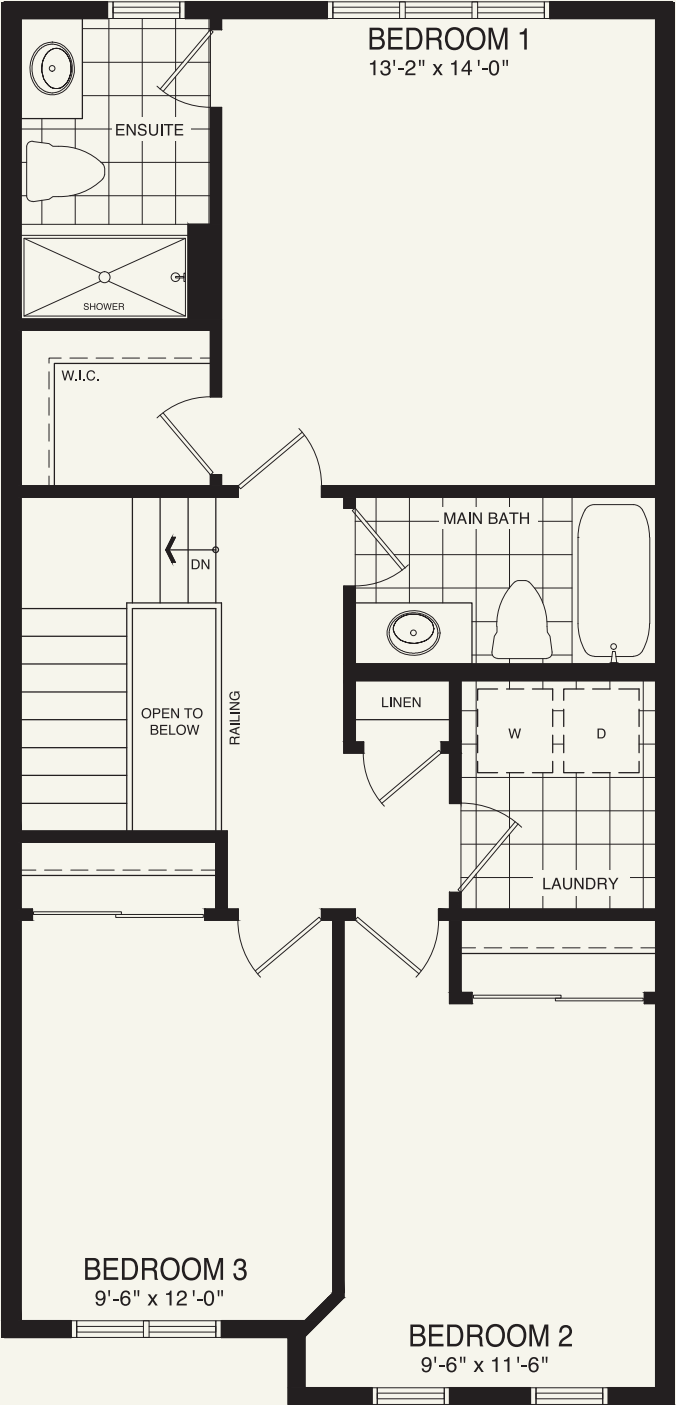 BEDROOM 1
13'-2" x 14'-0"
ENSUITE
SHOWER
W.I.C.
MAIN BATH
DN
OPEN TO
BELOW
RAILING
LINEN
W
D
LAUNDRY
BEDROOM 3
9'-6" x 12'-0"
BEDROOM 2
9'-6" x 11'-6"